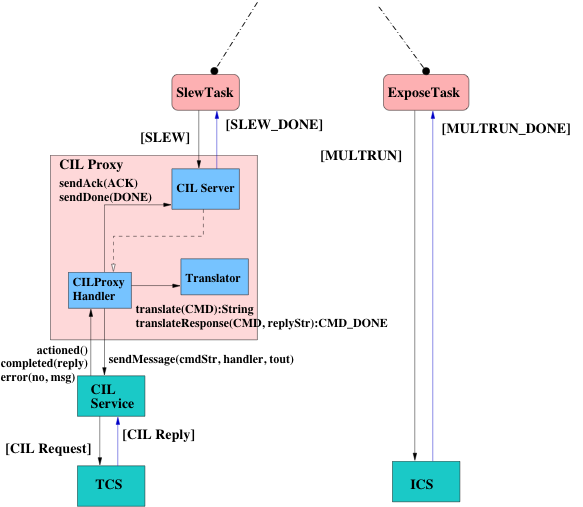 SlewTask
ExposeTask
[SLEW]
[SLEW_DONE]
[MULTRUN]
[MULTRUN_DONE]
CIL Proxy
sendAck(ACK)
sendDone(DONE)
CIL Server
CILProxy
Handler
Translator
translate(CMD):String
translateResponse(CMD, replyStr):CMD_DONE
actioned()
completed(reply)
error(no, msg)
sendMessage(cmdStr, handler, tout)
CIL
Service
[CIL Request]
[CIL Reply]
TCS
ICS